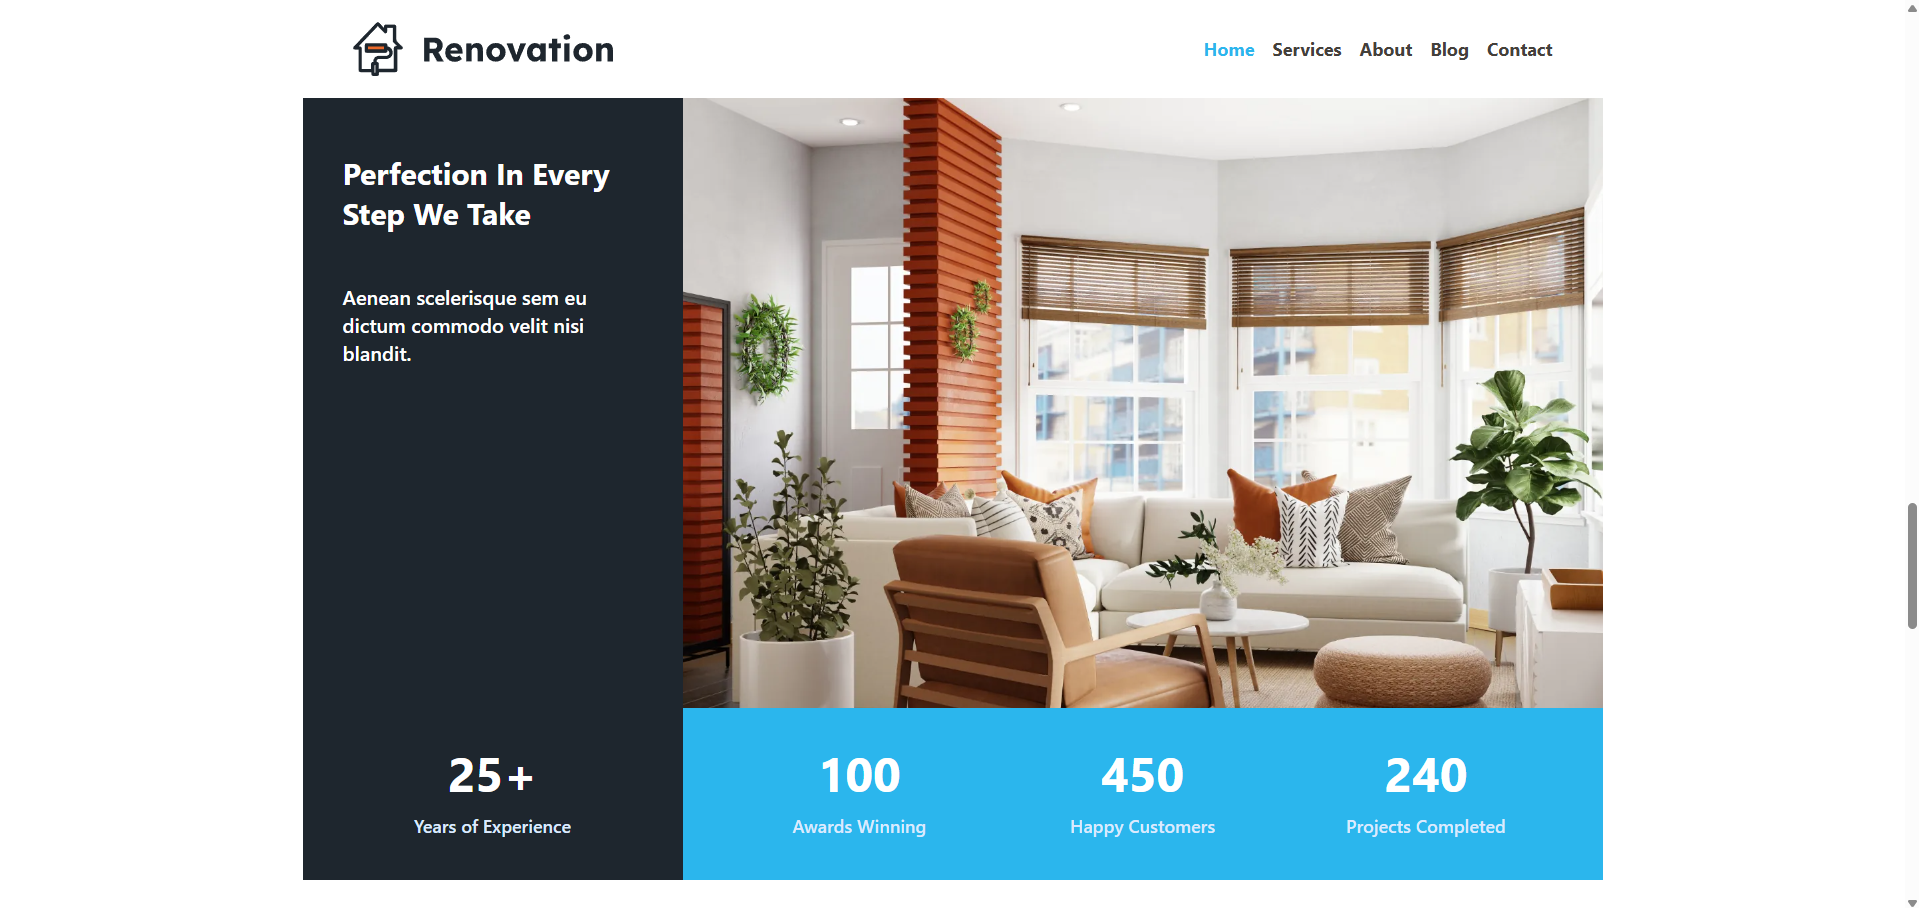 Renovation
Home Services About Blog Contact
Perfection In Every
Step We Take
Aenean scelerisque sem eu
dictum commodo velit nisi
blandit.
25+
Years of Experience
100
Awards Winning
450
Happy Customers
240
Projects Completed